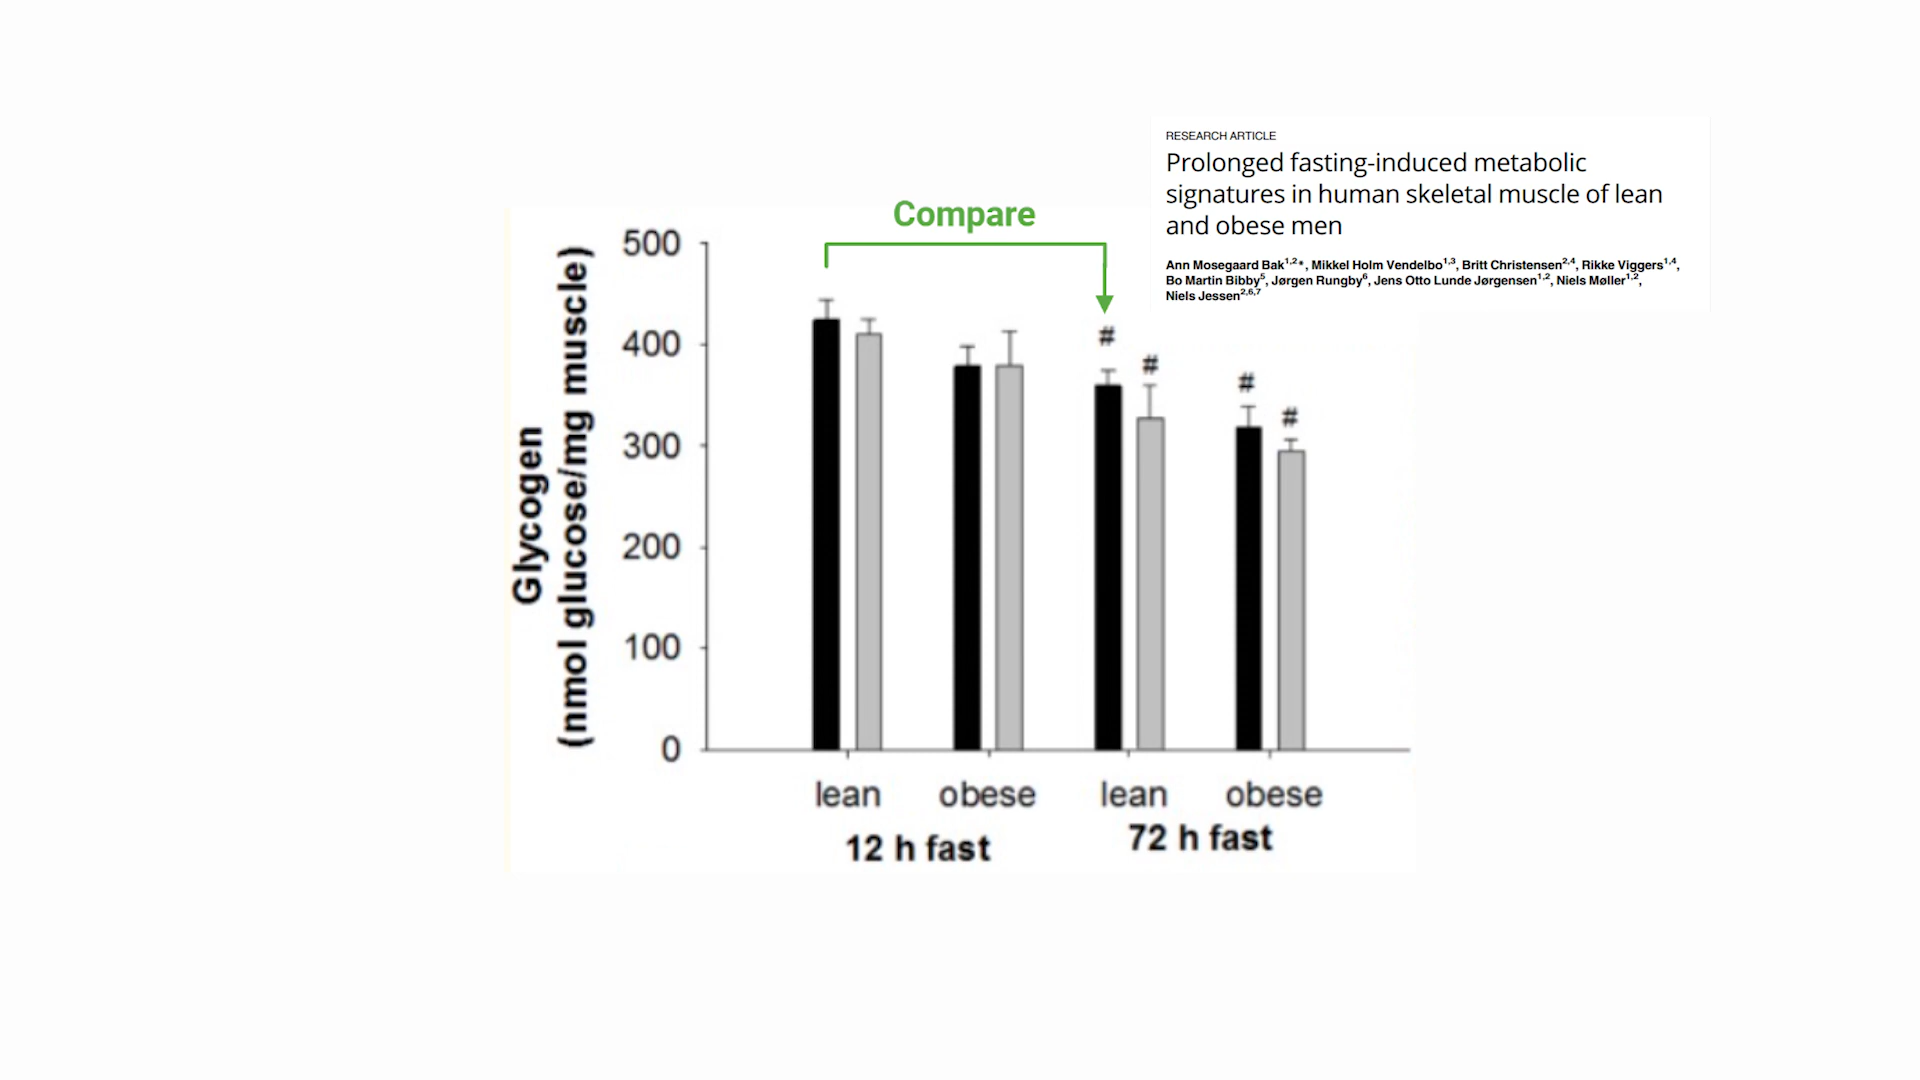 RESEARCH ARTICLE
Prolonged fasting-induced metabolic
signatures in human skeletal muscle of lean
and obese men
Ann Mosegaard Bak1,2*, Mikkel Holm Vendelbo1,3, Britt Christensen2,4, Rikke Viggers1,4,
Bo Martin Bibby5, Jørgen Rungby6, Jens Otto Lunde Jørgensen1,2, Niels Møller1,2,
Niels Jessen2,6,7
Compare
Glycogen
(nmol glucose/mg muscle)
500
400
300
200
100
0
#
#
#
#
lean obese lean obese
12 h fast 72 h fast